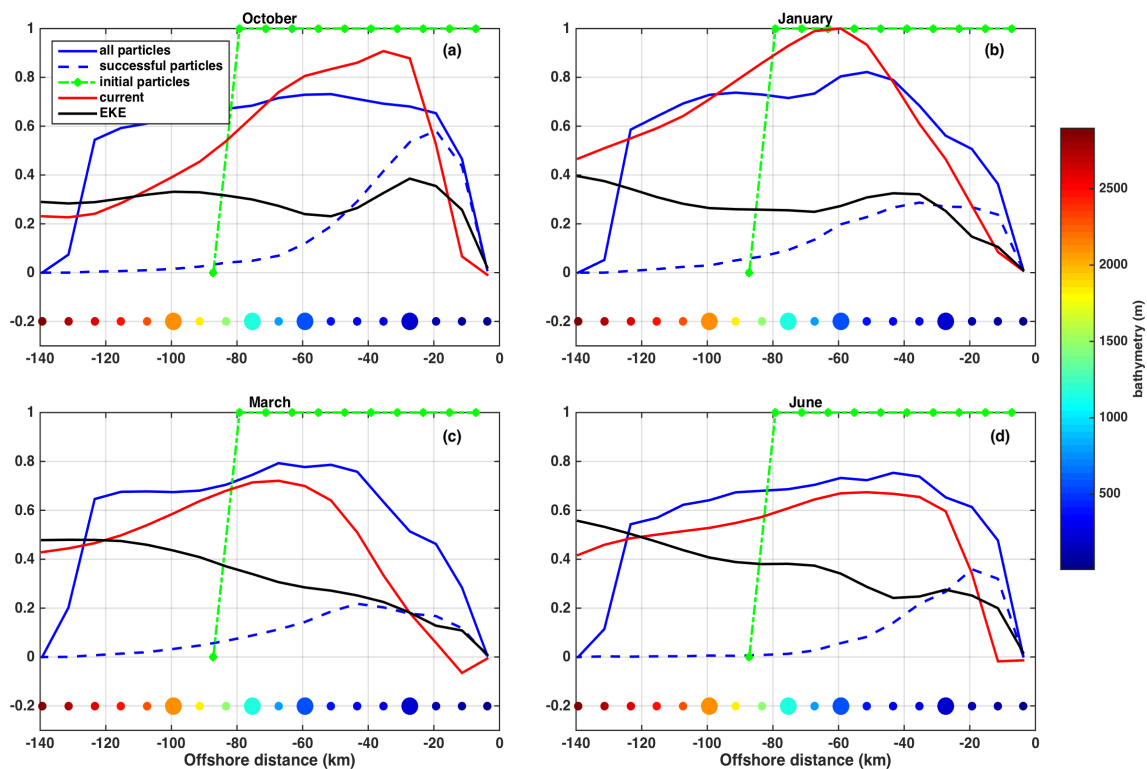 October
(a)
all particles
successful particles
initial particles
current
EKE
1
0.8
0.6
0.4
0.2
0
-0.2
-140 -120 -100 -80 -60 -40 -20 0
January
(b)
1
0.8
0.6
0.4
0.2
0
-0.2
-140 -120 -100 -80 -60 -40 -20 0
March
(c)
1
0.8
0.6
0.4
0.2
0
-0.2
-140 -120 -100 -80 -60 -40 -20 0
Offshore distance (km)
June
(d)
1
0.8
0.6
0.4
0.2
0
-0.2
-140 -120 -100 -80 -60 -40 -20 0
Offshore distance (km)
2500
2000
1500
1000
500
bathymetry (m)